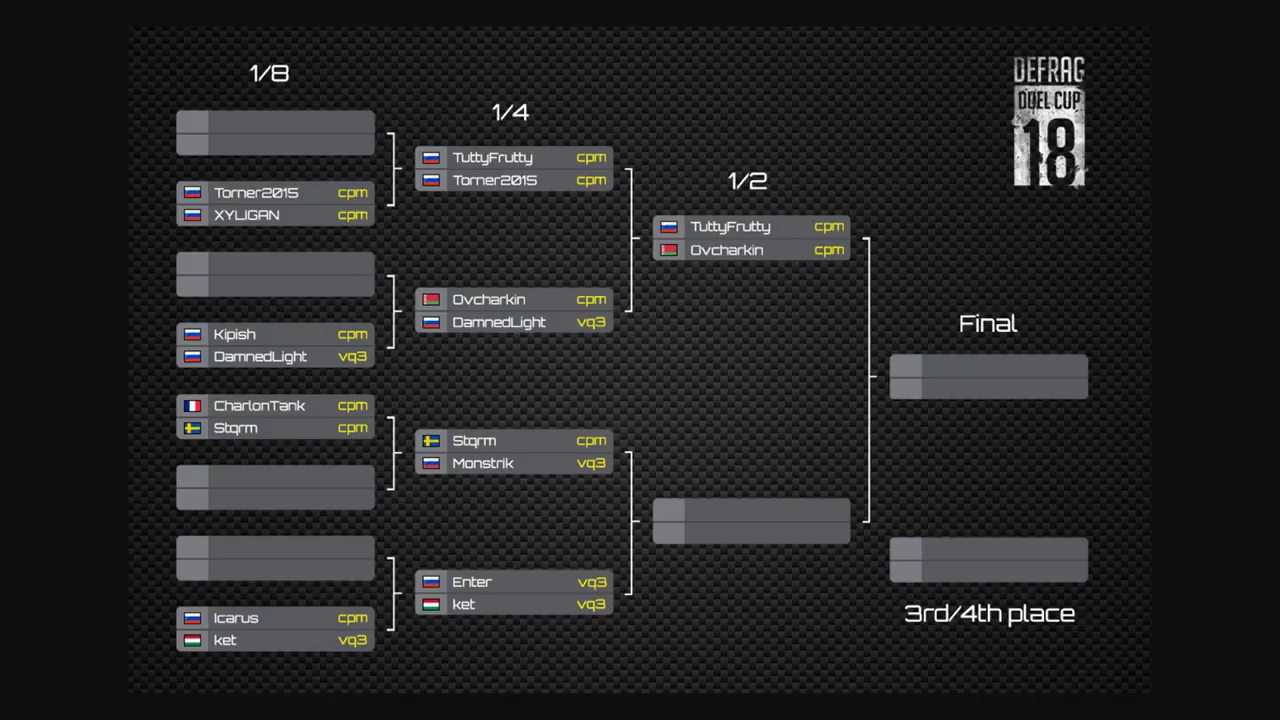 1/8
1/4
1/2
DEFRAG
DUEL CUP
18
Torner2015 cpm
XYLIGAN cpm
Kipish cpm
DamnedLight vq3
CharlonTank cpm
Stqrm cpm
Icarus cpm
ket vq3
TuttyFrutty cpm
Torner2015 cpm
Ovcharkin cpm
DamnedLight vq3
Stqrm cpm
Monstrik vq3
Enter vq3
ket vq3
TuttyFrutty cpm
Ovcharkin cpm
Final
3rd/4th place